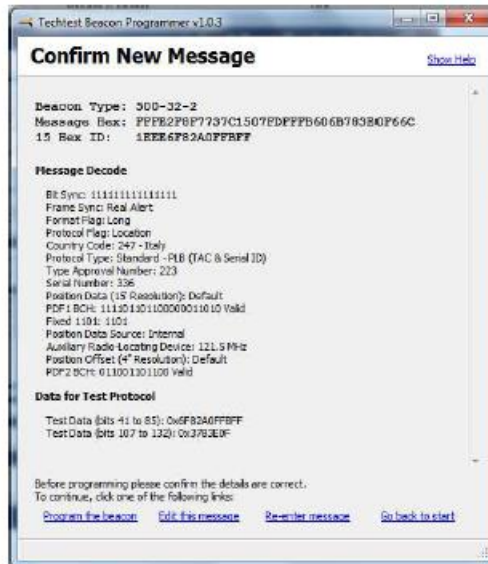 Techtest Beacon Programmer v1.0.3
Confirm New Message
Show Help
Beacon Type: 500-32-2
Message Hex: FFFE2F8F7737C1507FDFFFB606B783E0F66C
15 Hex ID: 1EEE6F82A0FFBFF
Message Decode
Bit Sync: 111111111111111
Frame Sync: Real Alert
Format Flag: Long
Protocol Flag: Location
Country Code: 247 - Italy
Protocol Type: Standard - PLB (TAC & Serial ID)
Type Approval Number: 223
Serial Number: 336
Position Data (15' Resolution): Default
PDF1 BCH: 111101101100000011010 Valid
Fixed 1101: 1101
Position Data Source: Internal
Auxiliary Radio-Locating Device: 121.5 MHz
Position Offset (4" Resolution): Default
PDF2 BCH: 011001101100 Valid
Data for Test Protocol
Test Data (bits 41 to 85): 0x6F82A0FFBFF
Test Data (bits 107 to 132): 0x3783E0F
Before programming please confirm the details are correct.
To continue, click one of the following links:
Program the beacon Edit this message Re-enter message Go back to start